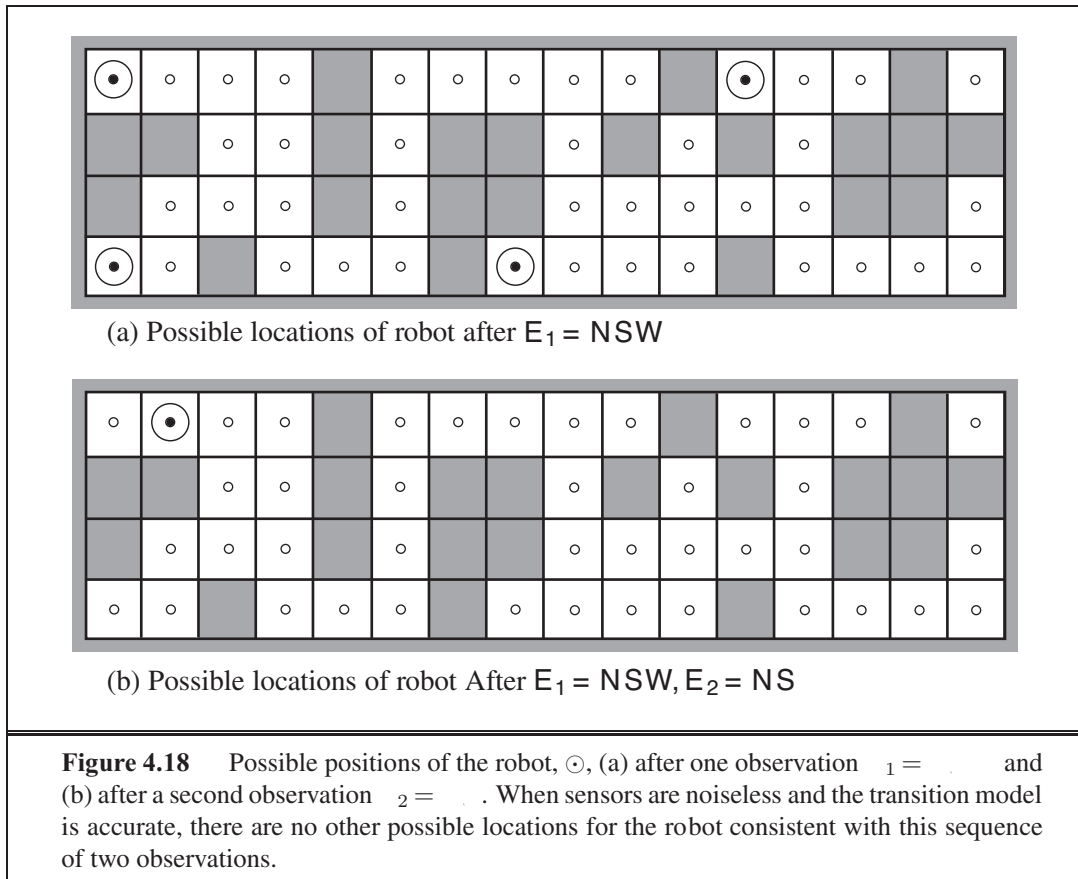 (a) Possible locations of robot after E₁ = NSW
(b) Possible locations of robot After E₁ = NSW, E₂ = NS
Figure 4.18 Possible positions of the robot, ⊙, (a) after one observation ₁ = and
(b) after a second observation ₂ = . When sensors are noiseless and the transition model
is accurate, there are no other possible locations for the robot consistent with this sequence
of two observations.